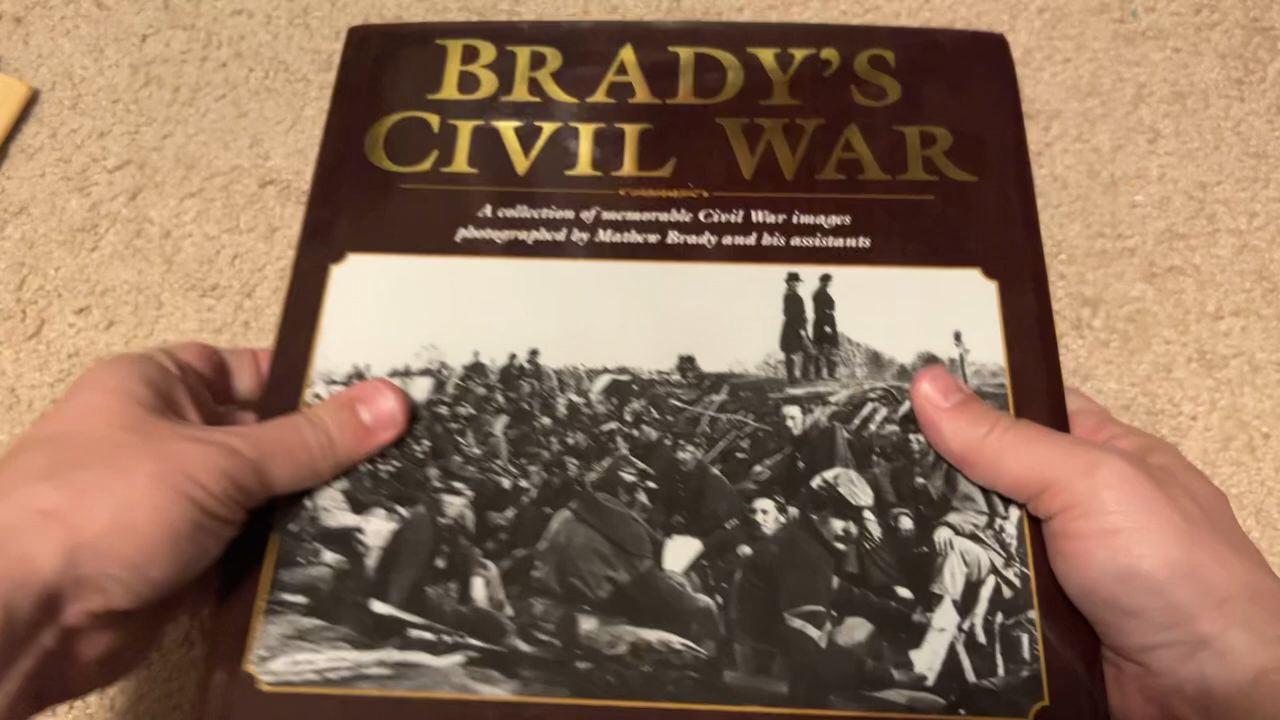 BRADY'S
CIVIL WAR
A collection of memorable Civil War images
photographed by Mathew Brady and his assistants